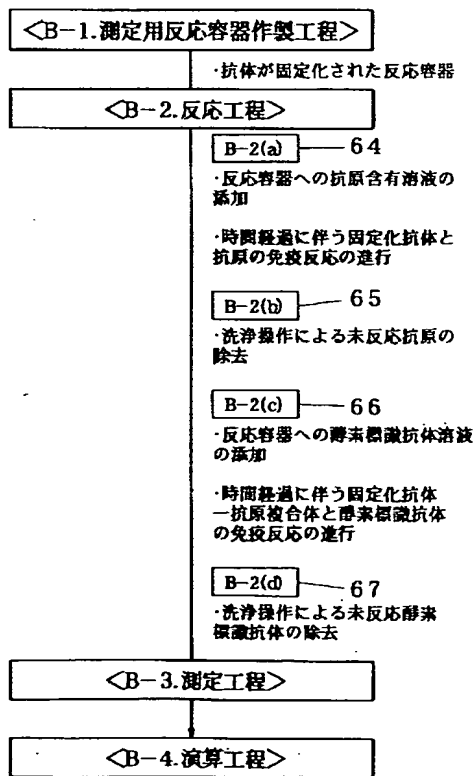 <B-1.測定用反応容器作製工程>
・抗体が固定化された反応容器
<B-2.反応工程>
B-2(a) 64
・反応容器への抗原含有溶液の
添加
・時間経過に伴う固定化抗体と
抗原の免疫反応の進行
B-2(b) 65
・洗浄操作による未反応抗原の
除去
B-2(c) 66
・反応容器への酵素標識抗体溶液
の添加
・時間経過に伴う固定化抗体
―抗原複合体と酵素標識抗体
の免疫反応の進行
B-2(d) 67
・洗浄操作による未反応酵素
標識抗体の除去
<B-3.測定工程>
<B-4.演算工程>